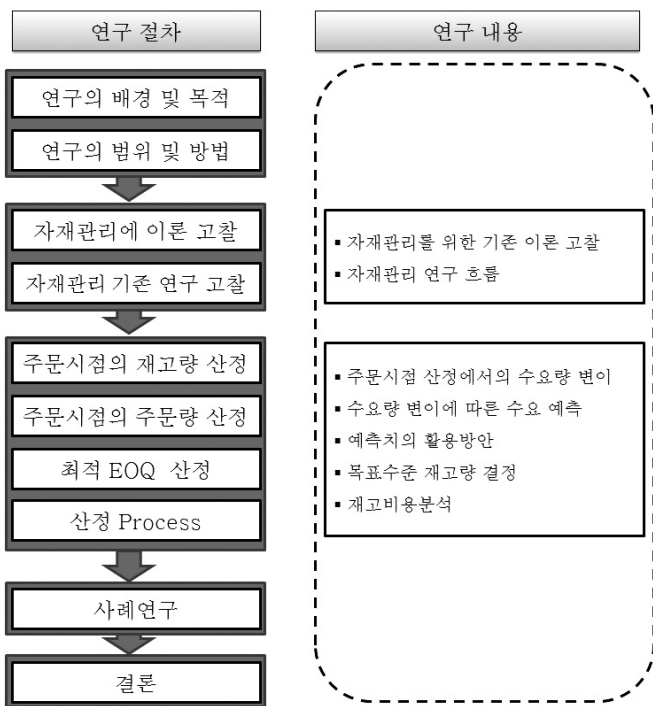 연구 절차
연구의 배경 및 목적
연구의 범위 및 방법
자재관리에 이론 고찰
자재관리 기존 연구 고찰
주문시점의 재고량 산정
주문시점의 주문량 산정
최적 EOQ 산정
산정 Process
사례연구
결론
연구 내용
▪ 자재관리를 위한 기존 이론 고찰
▪ 자재관리 연구 흐름
▪ 주문시점 산정에서의 수요량 변이
▪ 수요량 변이에 따른 수요 예측
▪ 예측치의 활용방안
▪ 목표수준 재고량 결정
▪ 재고비용분석